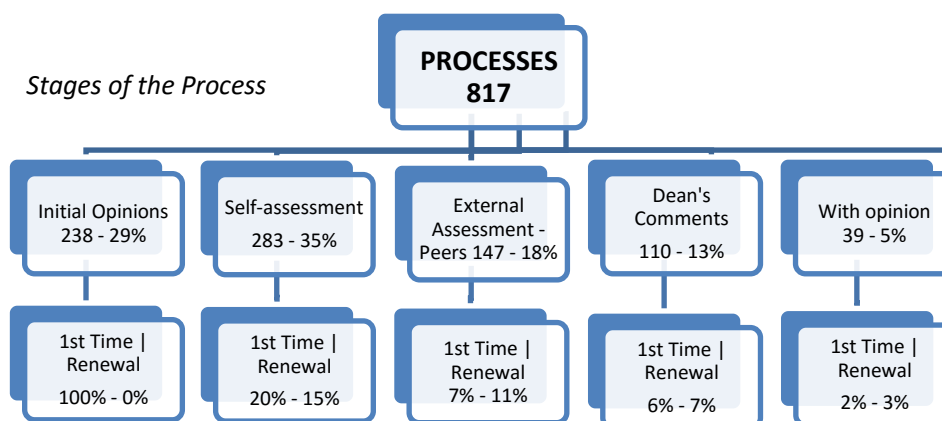 PROCESSES
817
Stages of the Process
Initial Opinions
238 - 29%
Self-assessment
283 - 35%
External
Assessment -
Peers 147 - 18%
Dean's
Comments
110 - 13%
With opinion
39 - 5%
1st Time |
Renewal
100% - 0%
1st Time |
Renewal
20% - 15%
1st Time |
Renewal
7% - 11%
1st Time |
Renewal
6% - 7%
1st Time |
Renewal
2% - 3%